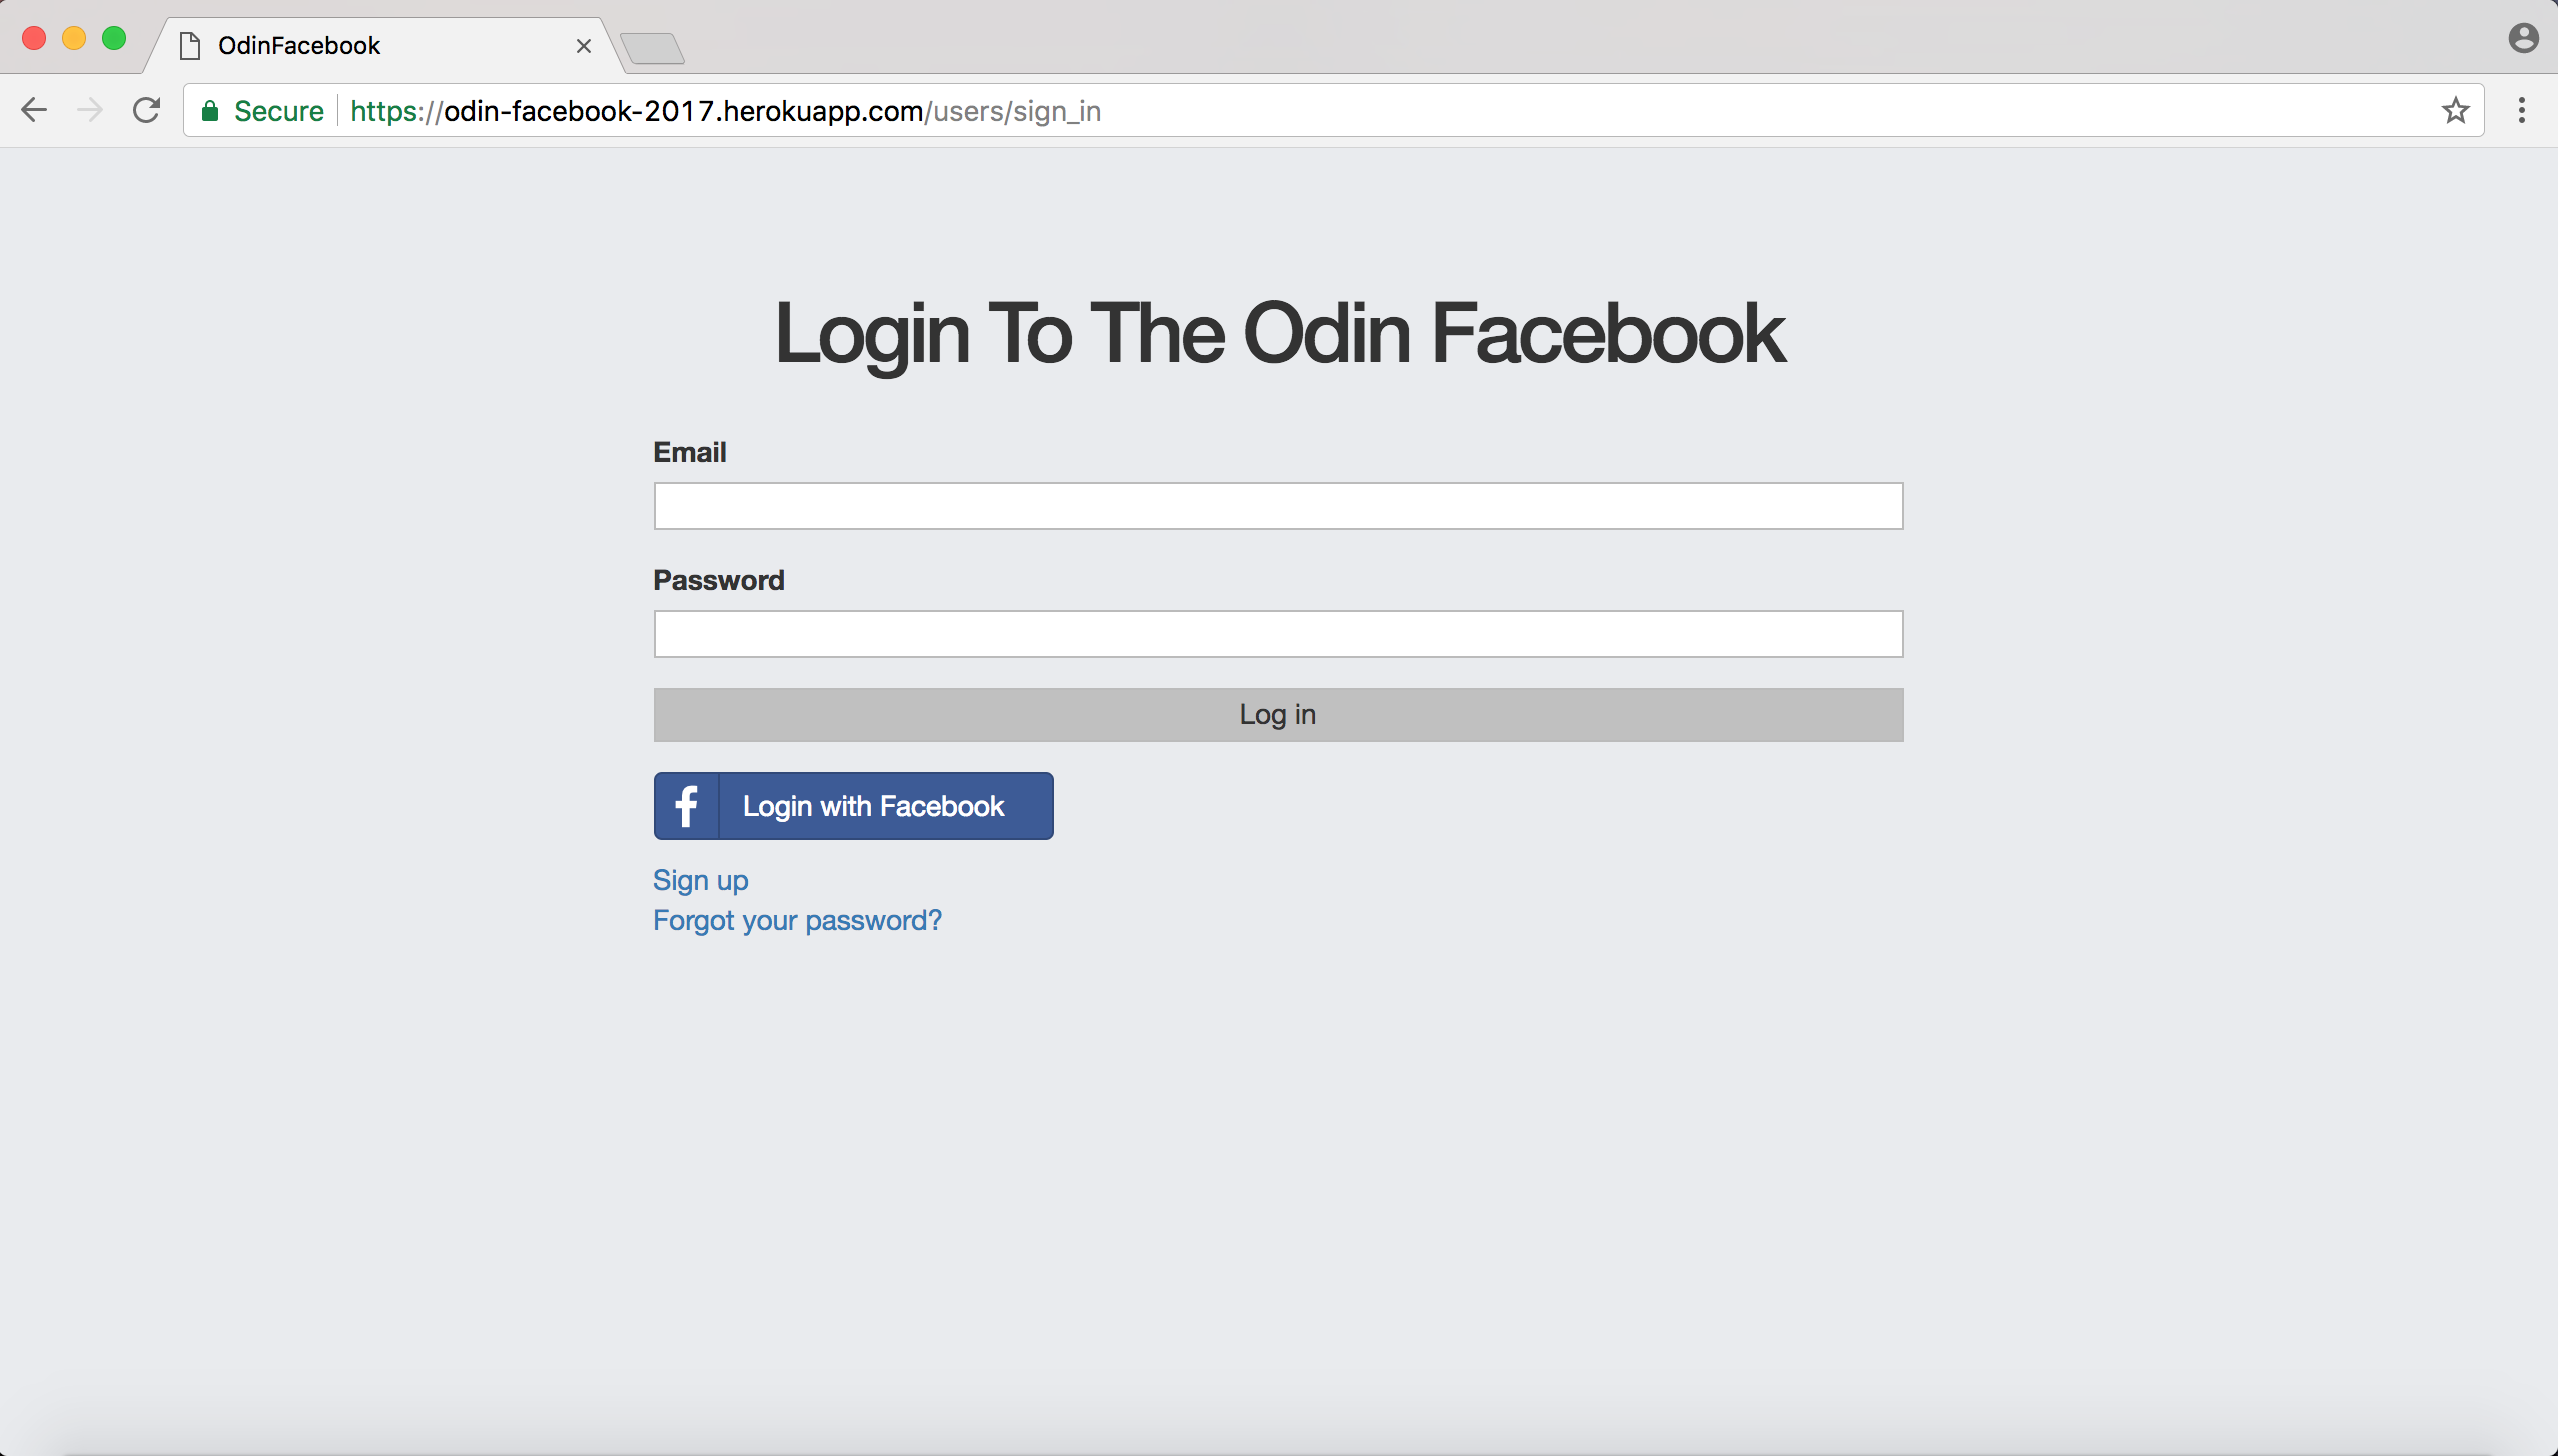 OdinFacebook
Secure https://odin-facebook-2017.herokuapp.com/users/sign_in
Login To The Odin Facebook
Email
Password
Log in
f Login with Facebook
Sign up
Forgot your password?